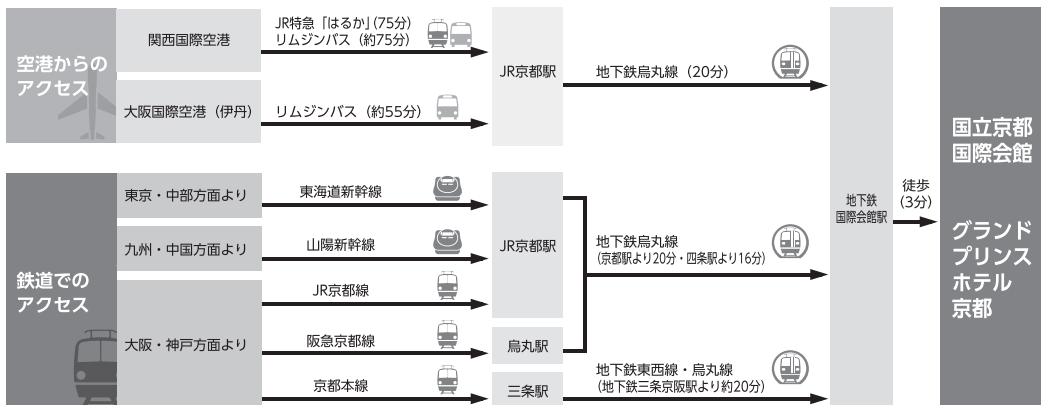 空港からの
アクセス
関西国際空港
JR特急「はるか」(75分)
リムジンバス（約75分）
大阪国際空港（伊丹）
リムジンバス（約55分）
JR京都駅
地下鉄烏丸線（20分）
鉄道での
アクセス
東京・中部方面より
東海道新幹線
九州・中国方面より
山陽新幹線
大阪・神戸方面より
JR京都線
阪急京都線
京都本線
JR京都駅
烏丸駅
三条駅
地下鉄烏丸線
(京都駅より20分・四条駅より16分)
地下鉄東西線・烏丸線
(地下鉄三条京阪駅より約20分)
地下鉄
国際会館駅
徒歩
(3分)
国立京都
国際会館
グランド
プリンス
ホテル
京都